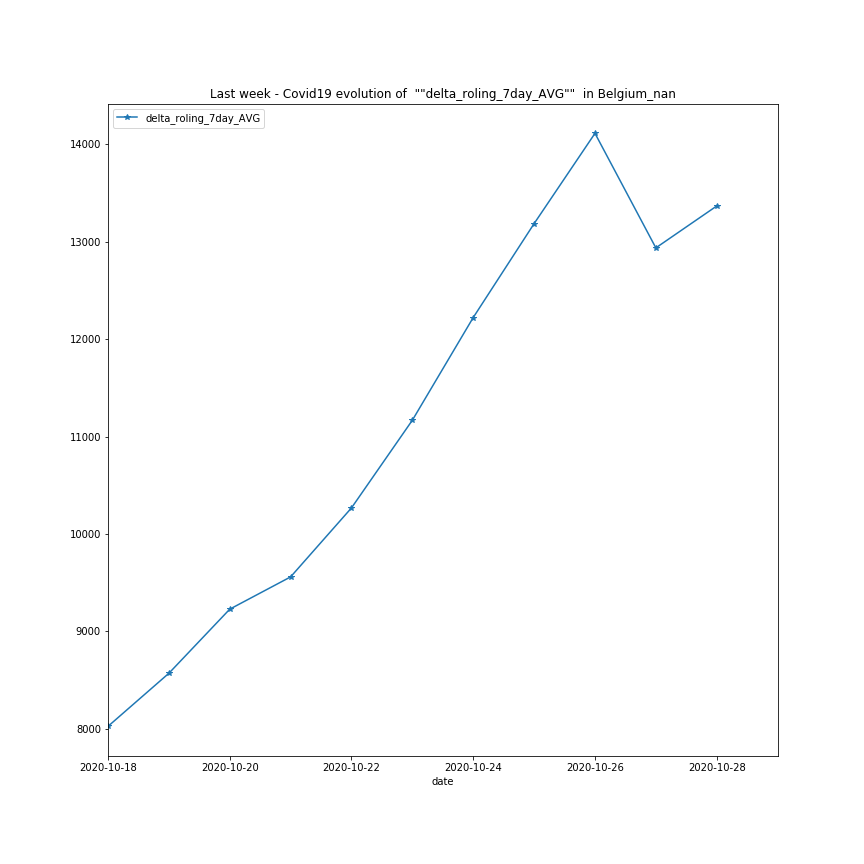 Last week - Covid19 evolution of  ""delta_roling_7day_AVG""  in Belgium_nan
delta_roling_7day_AVG
14000
13000
12000
11000
10000
9000
8000
2020-10-18 2020-10-20 2020-10-22 2020-10-24 2020-10-26 2020-10-28
date